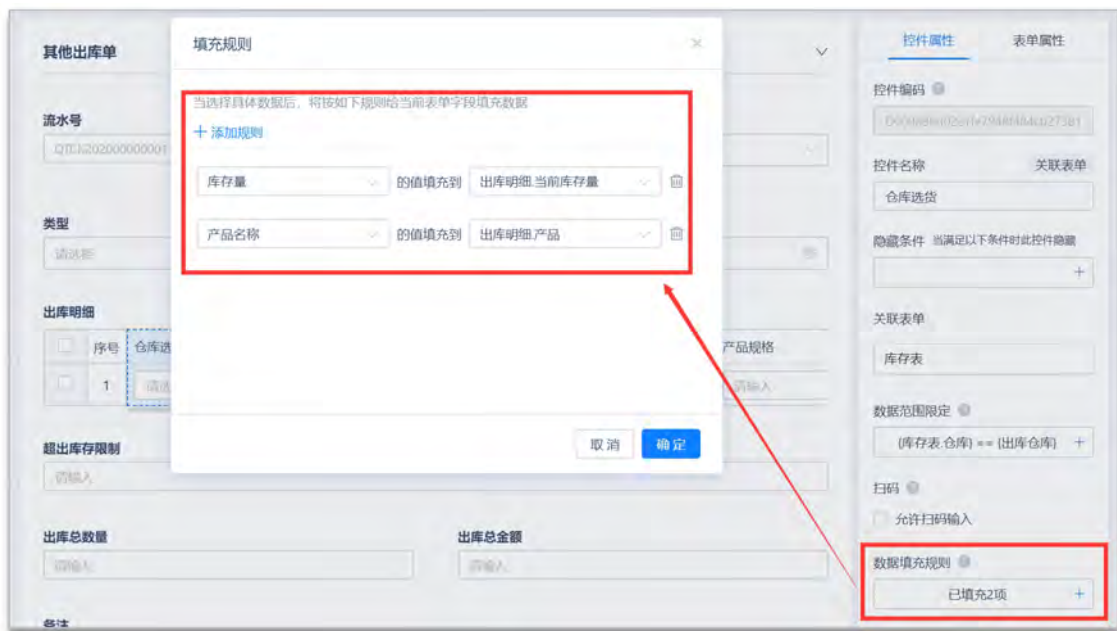 其他出库单
填充规则
控件属性
表单属性
当选择具体数据后，将按如下规则给当前表单字段填充数据
+ 添加规则
控件编码
流水号
控件名称
关联表单
库存量
的值填充到
出库明细.当前库存量
仓库选货
类型
产品名称
的值填充到
出库明细.产品
隐藏条件 当满足以下条件时此控件隐藏
请选择
+
出库明细
关联表单
序号
仓库选
产品规格
库存表
1
请选
请输入
数据范围限定
取消
确定
{库存表.仓库} == {出库仓库} +
超出库存限制
请输入
扫码
允许扫码输入
出库总数量
出库总金额
请输入
请输入
数据填充规则
已填充2项 +
备注